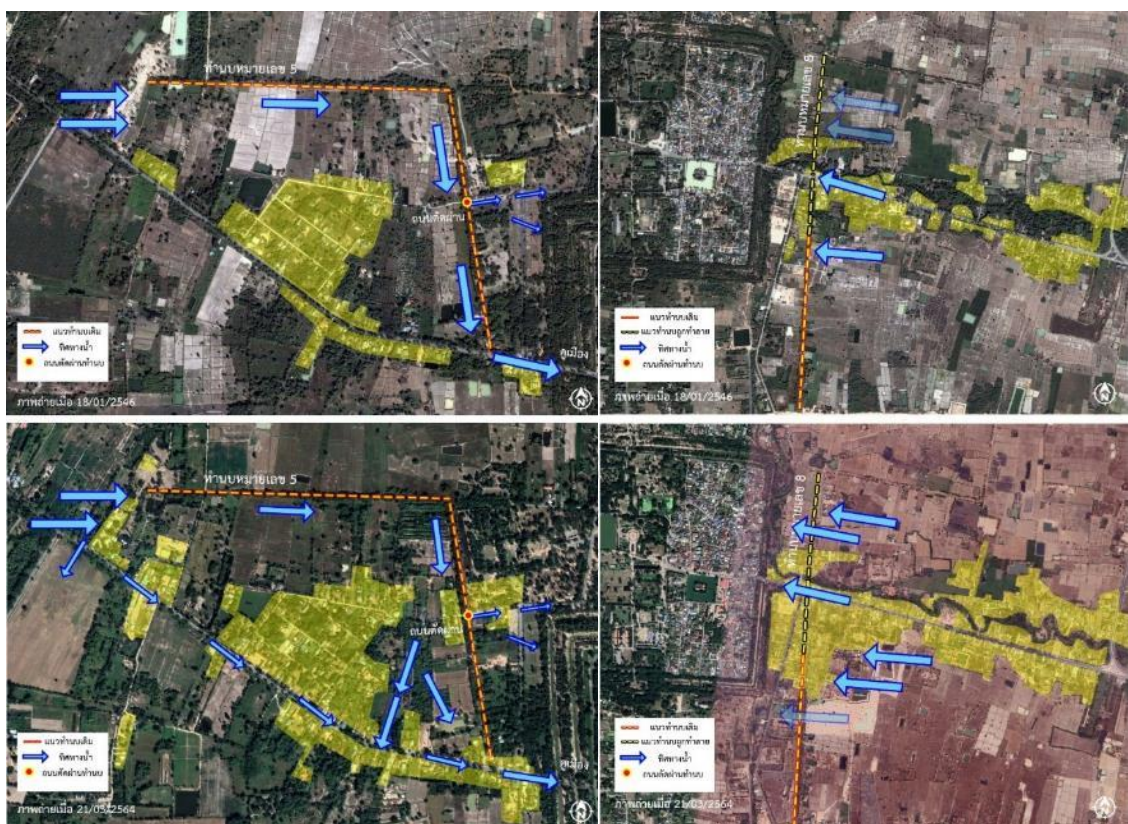 ทำนบหมายเลข 5
ถนนตัดผ่าน
คูเมือง
แนวทำนบเดิม
ทิศทางน้ำ
ถนนตัดผ่านทำนบ
ภาพถ่ายเมื่อ 18/01/2546
N
ทำนบหมายเลข 8
แนวทำนบเดิม
แนวทำนบถูกทำลาย
ทิศทางน้ำ
ถนนตัดผ่านทำนบ
ภาพถ่ายเมื่อ 18/01/2546
N
ทำนบหมายเลข 5
ถนนตัดผ่าน
คูเมือง
แนวทำนบเดิม
ทิศทางน้ำ
ถนนตัดผ่านทำนบ
ภาพถ่ายเมื่อ 21/03/2564
N
ทำนบหมายเลข 8
แนวทำนบเดิม
แนวทำนบถูกทำลาย
ทิศทางน้ำ
ถนนตัดผ่านทำนบ
ภาพถ่ายเมื่อ 21/03/2564
N